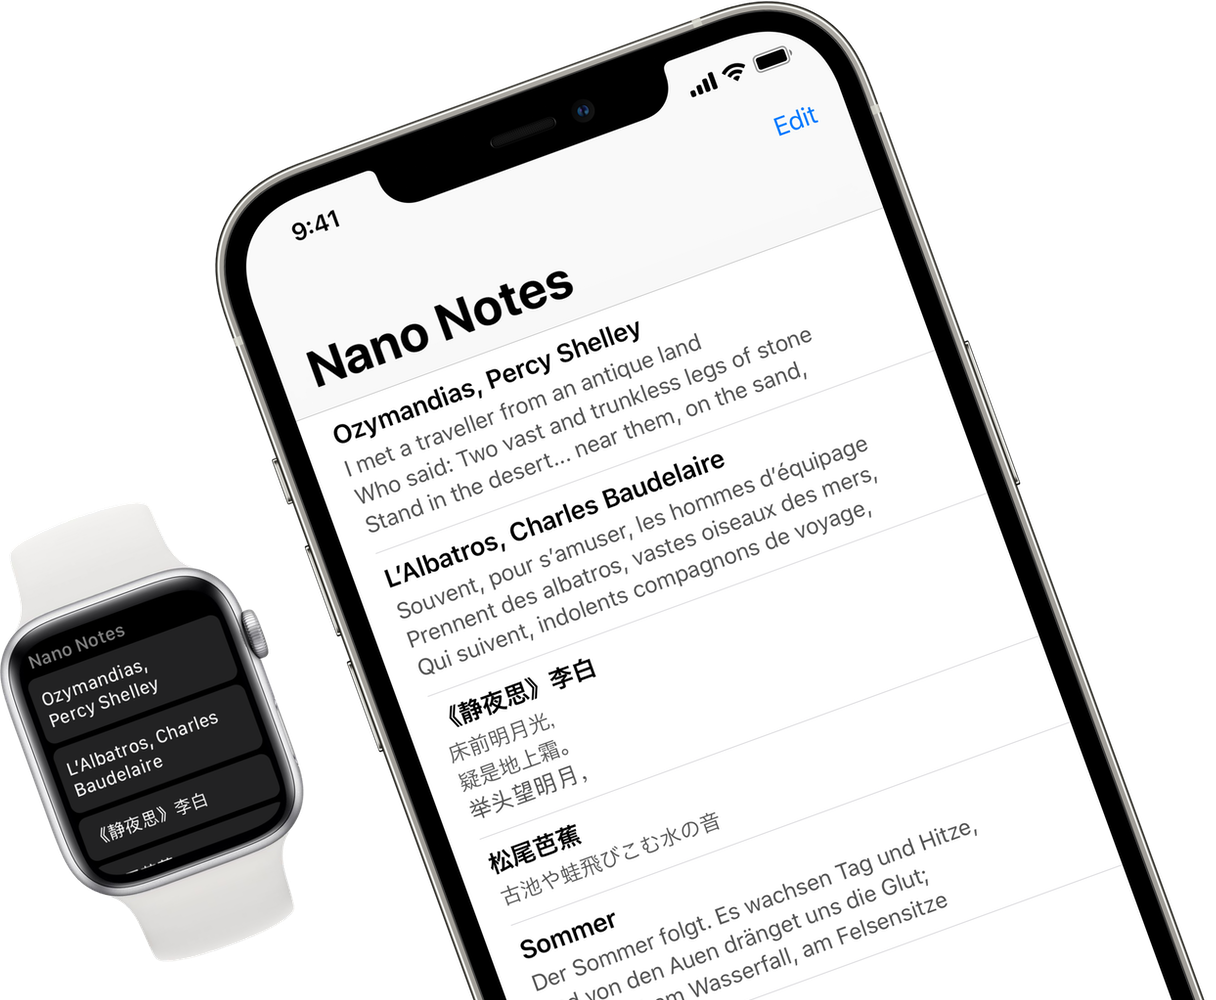 9:41
Edit
Nano Notes
Ozymandias, Percy Shelley
I met a traveller from an antique land
Who said: Two vast and trunkless legs of stone
Stand in the desert... near them, on the sand,
L’Albatros, Charles Baudelaire
Souvent, pour s’amuser, les hommes d’équipage
Prennent des albatros, vastes oiseaux des mers,
Qui suivent, indolents compagnons de voyage,
《静夜思》李白
床前明月光,
疑是地上霜。
举头望明月,
松尾芭蕉
古池や蛙飛びこむ水の音
Sommer
Der Sommer folgt. Es wachsen Tag und Hitze,
von den Auen dränget uns die Glut;
Wasserfall, am Felsensitze
Nano Notes
Ozymandias,
Percy Shelley
L’Albatros, Charles
Baudelaire
《静夜思》李白